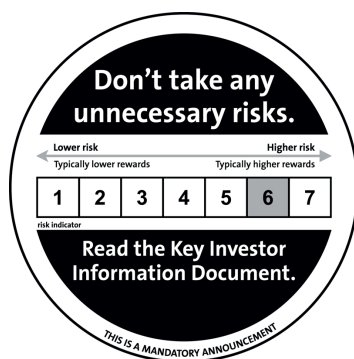 Don't take any
unnecessary risks.
Lower risk Higher risk
Typically lower rewards Typically higher rewards
1 2 3 4 5 6 7
risk indicator
Read the Key Investor
Information Document.
THIS IS A MANDATORY ANNOUNCEMENT